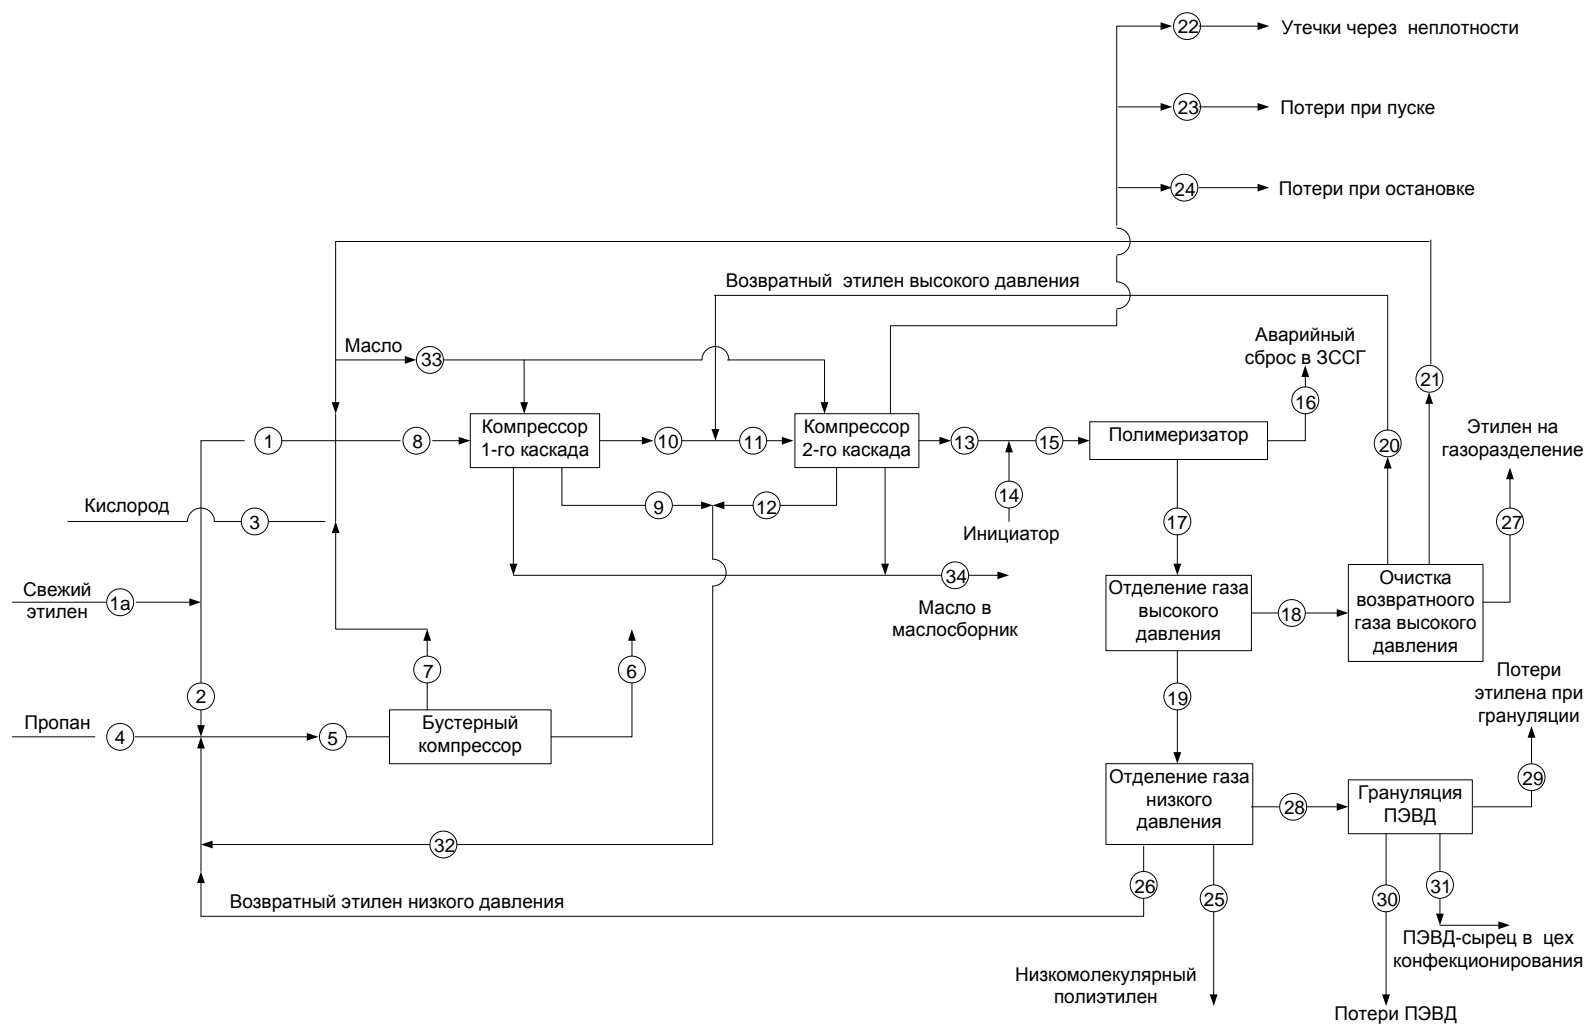 22
Утечки через неплотности
23
Потери при пуске
24
Потери при остановке
Возвратный этилен высокого давления
Масло
33
Аварийный
сброс в ЗССГ
16
21
20
Этилен на
газоразделение
27
1
8
Компрессор
1-го каскада
10
11
Компрессор
2-го каскада
13
15
Полимеризатор
9
12
14
Инициатор
Кислород
3
17
34
Масло в
маслосборник
Свежий
этилен
1а
Отделение газа
высокого
давления
18
Очистка
возвратноого
газа высокого
давления
7
6
2
19
Пропан
4
5
Бустерный
компрессор
Потери
этилена при
грануляции
29
Отделение газа
низкого
давления
28
Грануляция
ПЭВД
32
26
25
30
31
Возвратный этилен низкого давления
ПЭВД-сырец в цех
конфекционирования
Низкомолекулярный
полиэтилен
Потери ПЭВД